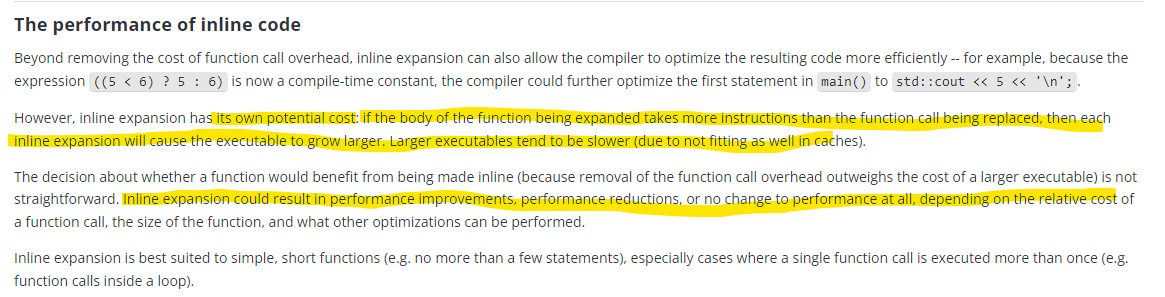 The performance of inline code
Beyond removing the cost of function call overhead, inline expansion can also allow the compiler to optimize the resulting code more efficiently -- for example, because the
expression ((5 < 6) ? 5 : 6) is now a compile-time constant, the compiler could further optimize the first statement in main() to std::cout << 5 << '\n'; .
However, inline expansion has its own potential cost: if the body of the function being expanded takes more instructions than the function call being replaced, then each
inline expansion will cause the executable to grow larger. Larger executables tend to be slower (due to not fitting as well in caches).
The decision about whether a function would benefit from being made inline (because removal of the function call overhead outweighs the cost of a larger executable) is not
straightforward. Inline expansion could result in performance improvements, performance reductions, or no change to performance at all, depending on the relative cost of
a function call, the size of the function, and what other optimizations can be performed.
Inline expansion is best suited to simple, short functions (e.g. no more than a few statements), especially cases where a single function call is executed more than once (e.g.
function calls inside a loop).